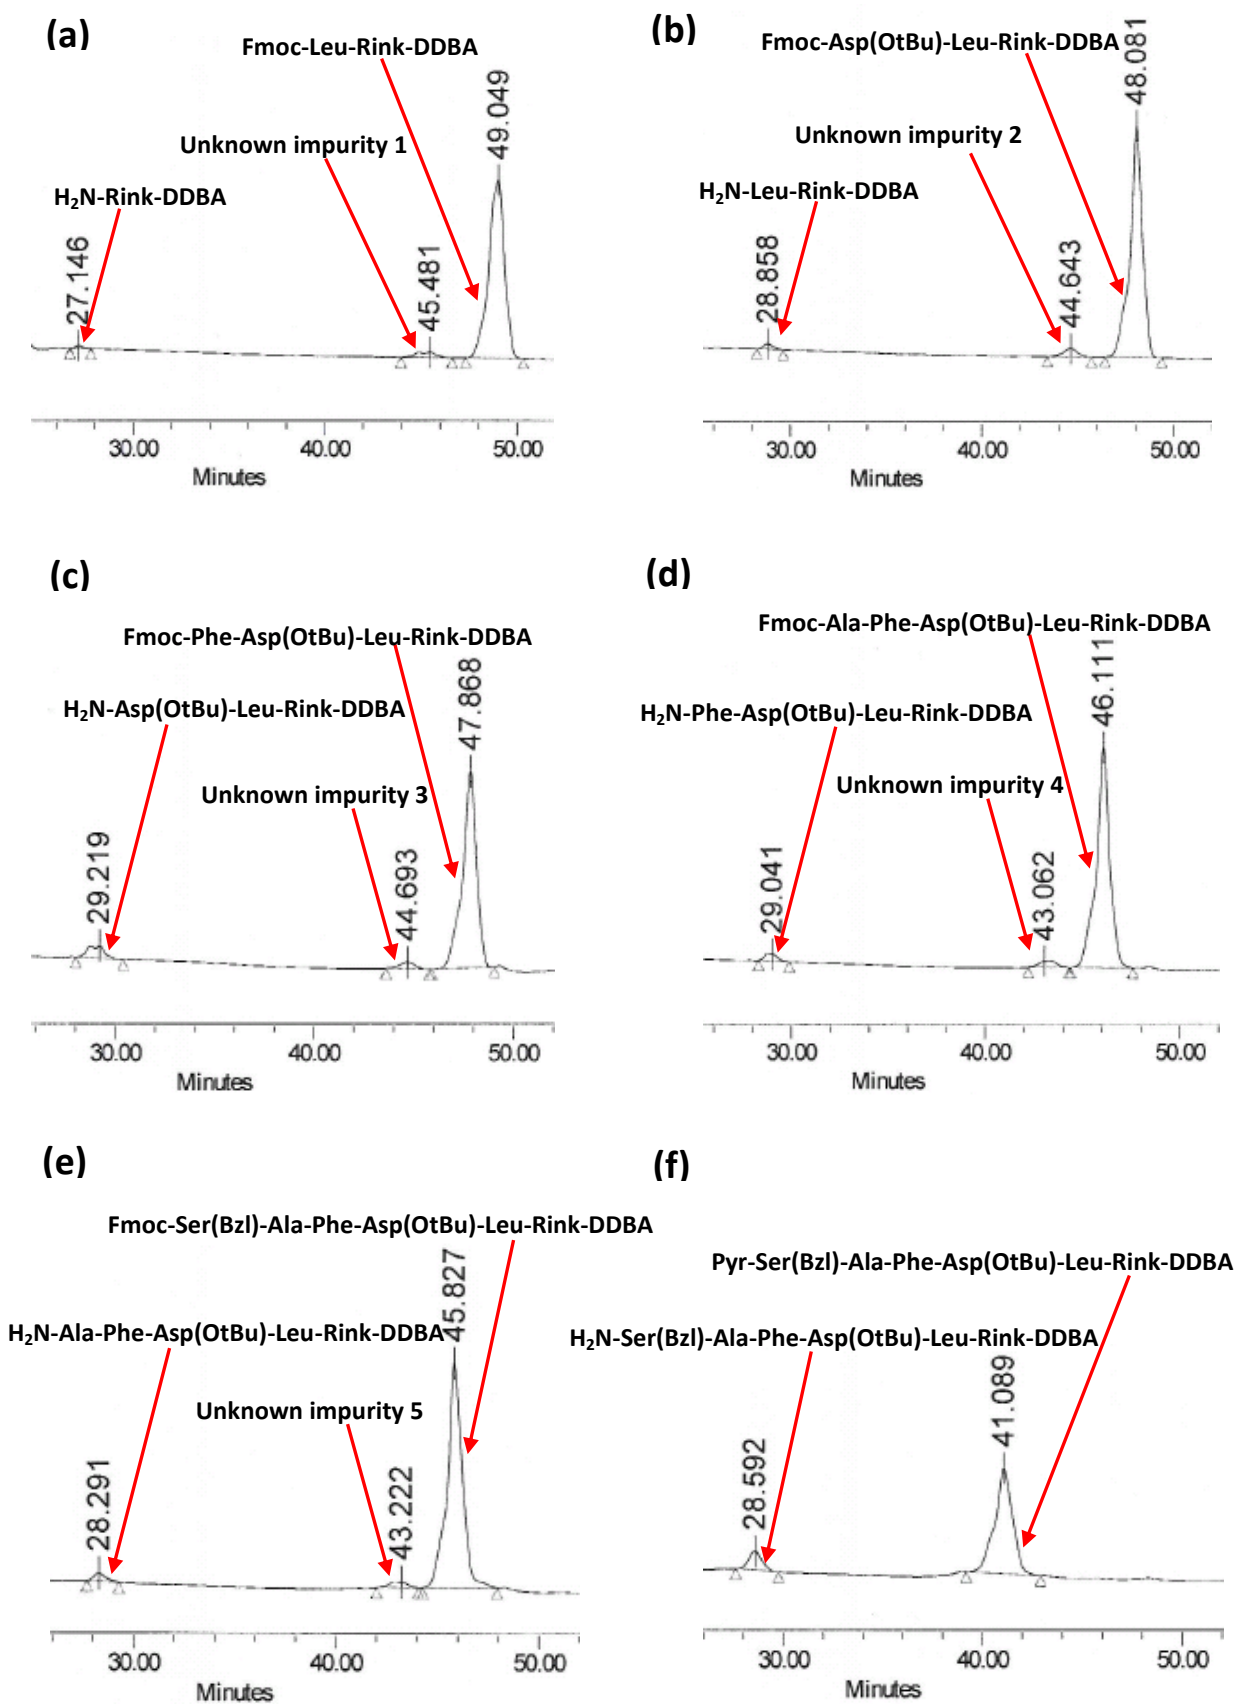 (a)
Fmoc-Leu-Rink-DDBA
49.049
Unknown impurity 1
H₂N-Rink-DDBA
27.146
45.481
30.00 40.00 50.00
Minutes
(b)
Fmoc-Asp(OtBu)-Leu-Rink-DDBA
48.081
Unknown impurity 2
H₂N-Leu-Rink-DDBA
28.858
44.643
30.00 40.00 50.00
Minutes
(c)
Fmoc-Phe-Asp(OtBu)-Leu-Rink-DDBA
47.868
H₂N-Asp(OtBu)-Leu-Rink-DDBA
Unknown impurity 3
29.219
44.693
30.00 40.00 50.00
Minutes
(d)
Fmoc-Ala-Phe-Asp(OtBu)-Leu-Rink-DDBA
46.111
H₂N-Phe-Asp(OtBu)-Leu-Rink-DDBA
Unknown impurity 4
29.041
43.062
30.00 40.00 50.00
Minutes
(e)
Fmoc-Ser(Bzl)-Ala-Phe-Asp(OtBu)-Leu-Rink-DDBA
45.827
H₂N-Ala-Phe-Asp(OtBu)-Leu-Rink-DDBA
Unknown impurity 5
28.291
43.222
30.00 40.00 50.00
Minutes
(f)
Pyr-Ser(Bzl)-Ala-Phe-Asp(OtBu)-Leu-Rink-DDBA
H₂N-Ser(Bzl)-Ala-Phe-Asp(OtBu)-Leu-Rink-DDBA
41.089
28.592
30.00 40.00 50.00
Minutes